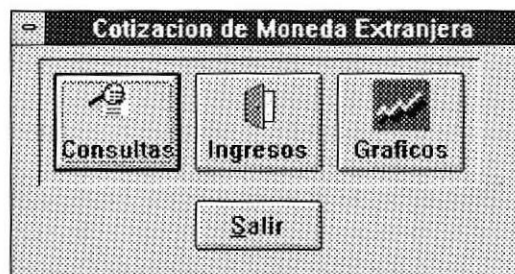 Cotizacion de Moneda Extranjera
Consultas Ingresos Graficos
Salir